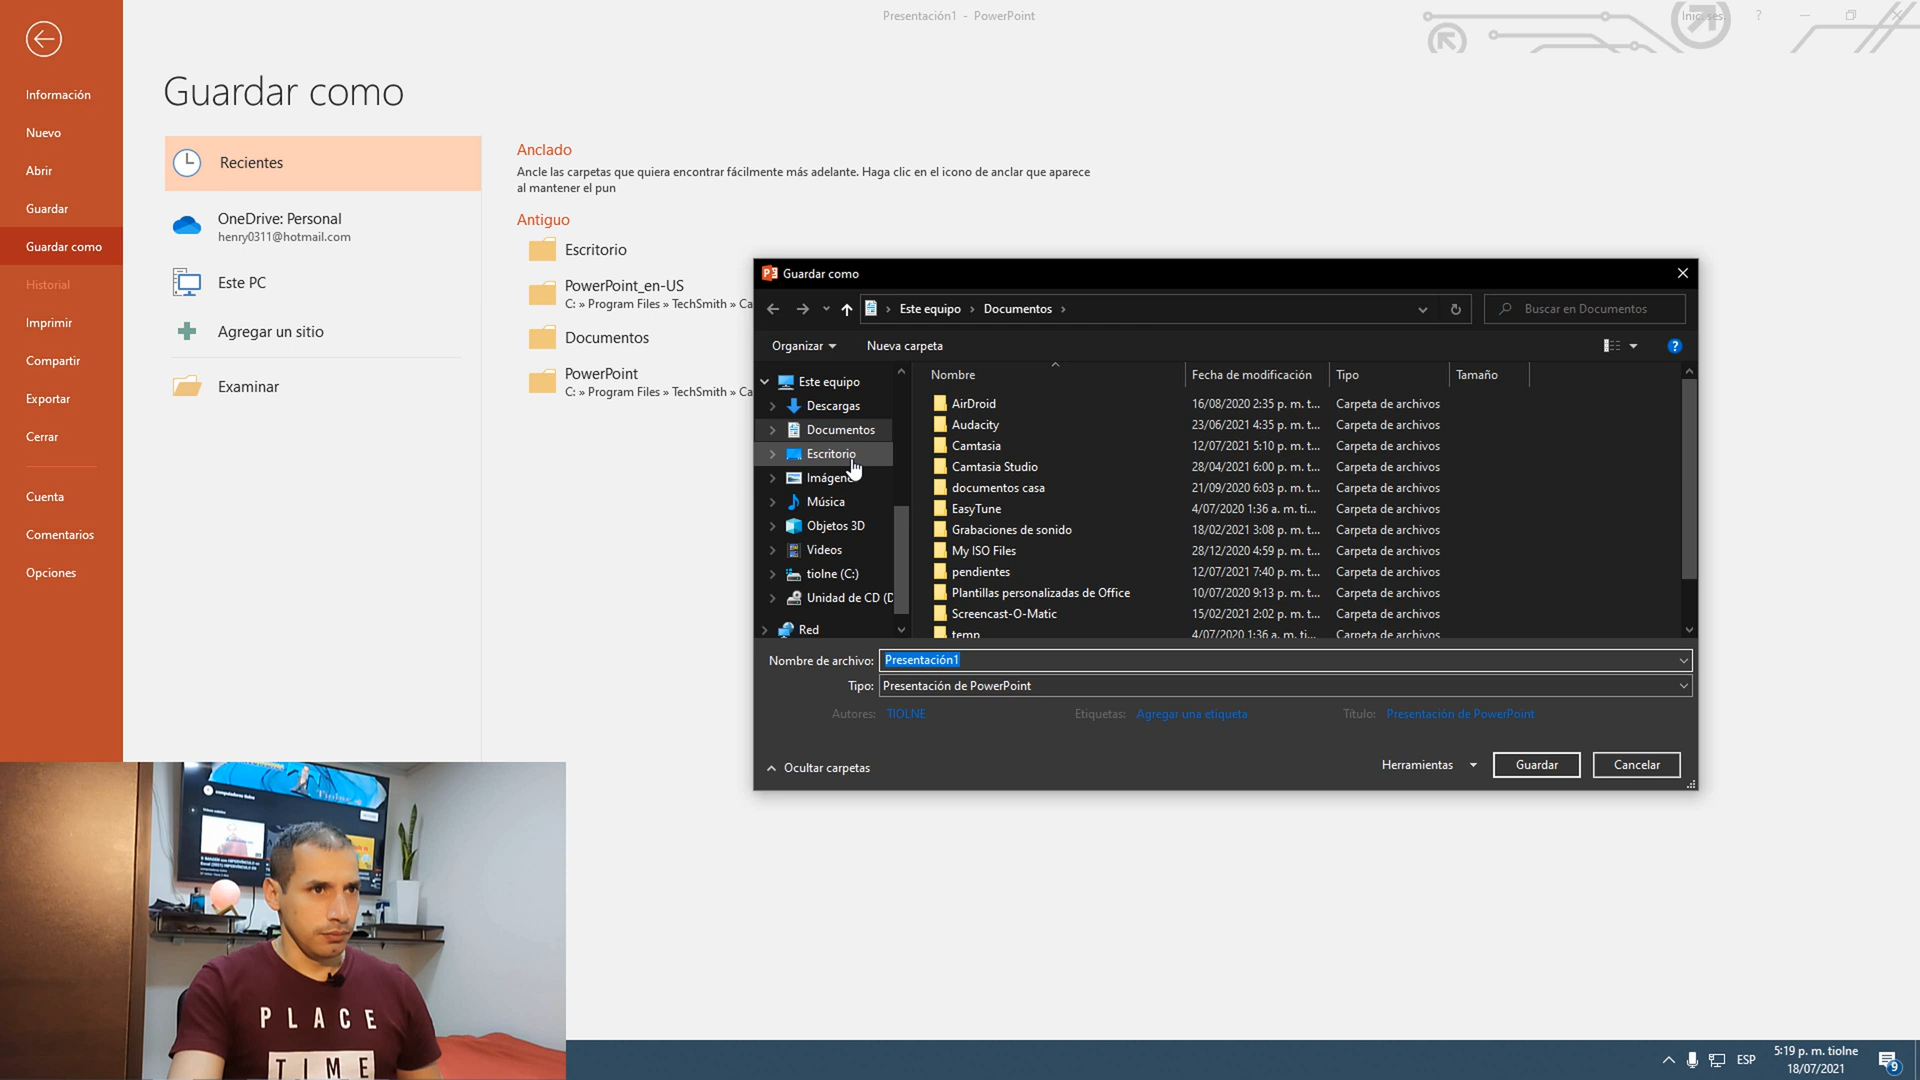 Presentación1 - PowerPoint
?
Guardar como
Información
Nuevo
Abrir
Guardar
Guardar como
Historial
Imprimir
Compartir
Exportar
Cerrar
Cuenta
Comentarios
Opciones
Recientes
OneDrive: Personal
henry0311@hotmail.com
Este PC
Agregar un sitio
Examinar
Anclado
Ancle las carpetas que quiera encontrar fácilmente más adelante. Haga clic en el icono de anclar que aparece
al mantener el pun
Antiguo
Escritorio
PowerPoint_en-US
C: » Program Files » TechSmith » Ca
Documentos
PowerPoint
C: » Program Files » TechSmith » Ca
Guardar como
Este equipo › Documentos ›
Buscar en Documentos
Organizar
Nueva carpeta
?
Este equipo
Descargas
Documentos
Escritorio
Imágene
Música
Objetos 3D
Videos
tiolne (C:)
Unidad de CD (D
Red
Nombre Fecha de modificación Tipo Tamaño
AirDroid 16/08/2020 2:35 p. m. t... Carpeta de archivos
Audacity 23/06/2021 4:35 p. m. t... Carpeta de archivos
Camtasia 12/07/2021 5:10 p. m. t... Carpeta de archivos
Camtasia Studio 28/04/2021 6:00 p. m. t... Carpeta de archivos
documentos casa 21/09/2020 6:03 p. m. t... Carpeta de archivos
EasyTune 4/07/2020 1:36 a. m. ti... Carpeta de archivos
Grabaciones de sonido 18/02/2021 3:08 p. m. t... Carpeta de archivos
My ISO Files 28/12/2020 4:59 p. m. t... Carpeta de archivos
pendientes 12/07/2021 7:40 p. m. t... Carpeta de archivos
Plantillas personalizadas de Office 10/07/2020 9:13 p. m. t... Carpeta de archivos
Screencast-O-Matic 15/02/2021 2:02 p. m. t... Carpeta de archivos
temp 4/07/2020 1:36 a. m. ti... Carpeta de archivos
Nombre de archivo: Presentación1
Tipo: Presentación de PowerPoint
Autores: TIOLNE
Etiquetas: Agregar una etiqueta
Título: Presentación de PowerPoint
Ocultar carpetas
Herramientas
Guardar
Cancelar
PLACE
TIME
ESP
5:19 p. m. tiolne
18/07/2021
9